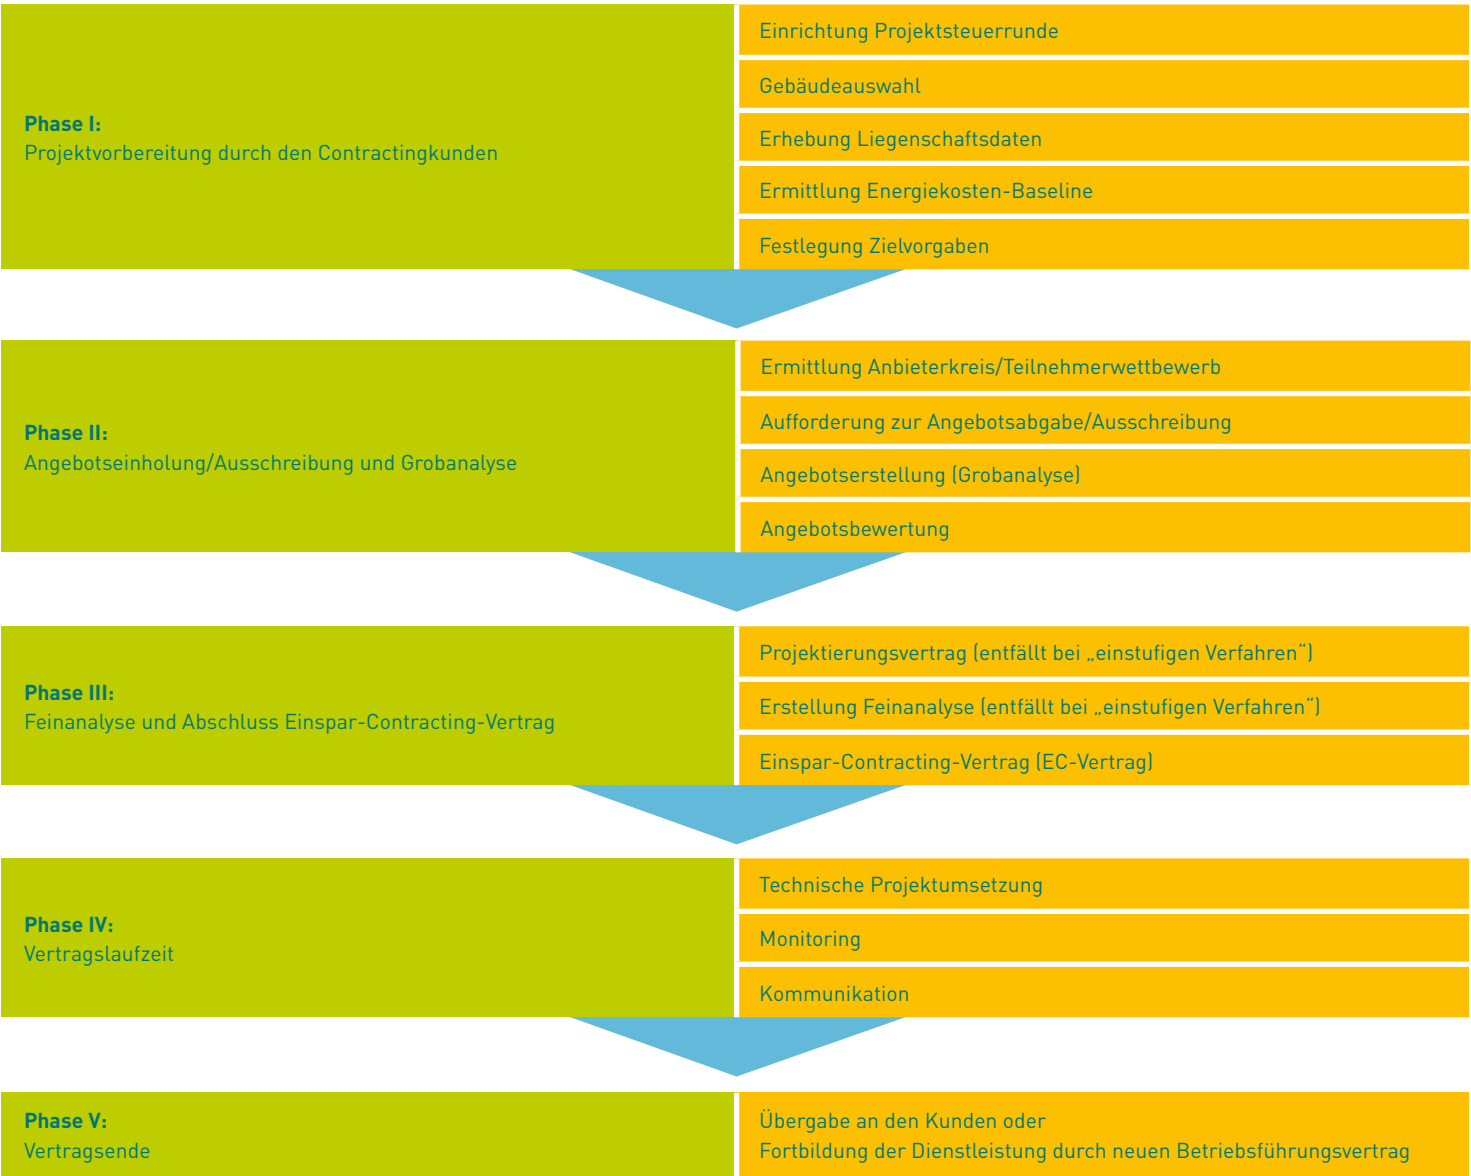 Phase I:
Projektvorbereitung durch den Contractingkunden
Einrichtung Projektsteuerrunde
Gebäudeauswahl
Erhebung Liegenschaftsdaten
Ermittlung Energiekosten-Baseline
Festlegung Zielvorgaben
Phase II:
Angebotseinholung/Ausschreibung und Grobanalyse
Ermittlung Anbieterkreis/Teilnehmerwettbewerb
Aufforderung zur Angebotsabgabe/Ausschreibung
Angebotserstellung (Grobanalyse)
Angebotsbewertung
Phase III:
Feinanalyse und Abschluss Einspar-Contracting-Vertrag
Projektierungsvertrag (entfällt bei „einstufigen Verfahren“)
Erstellung Feinanalyse (entfällt bei „einstufigen Verfahren“)
Einspar-Contracting-Vertrag (EC-Vertrag)
Phase IV:
Vertragslaufzeit
Technische Projektumsetzung
Monitoring
Kommunikation
Phase V:
Vertragsende
Übergabe an den Kunden oder
Fortbildung der Dienstleistung durch neuen Betriebsführungsvertrag